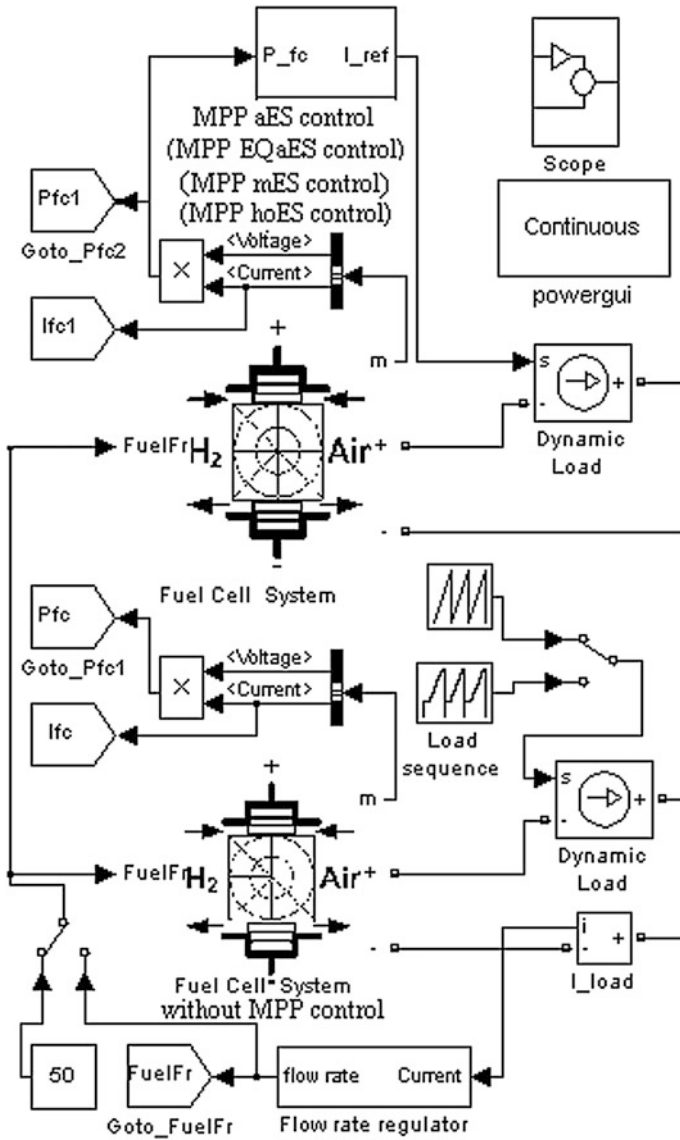 P_fc I_ref
MPP aES control
(MPP EQaES control)
(MPP mES control)
(MPP hoES control)
Scope
Continuous
powergui
Pfc1
Goto_Pfc2
<Voltage>
<Current>
×
Ifc1
+
m
s
+
-
Dynamic
Load
FuelFr H₂ Air +
-
-
Fuel Cell System
Pfc
Goto_Pfc1
<Voltage>
<Current>
×
Ifc
Load
sequence
+
m
s
+
-
Dynamic
Load
FuelFr H₂ Air +
-
i
-
+
I_load
Fuel Cell System
without MPP control
50
FuelFr
Goto_FuelFr
flow rate Current
Flow rate regulator